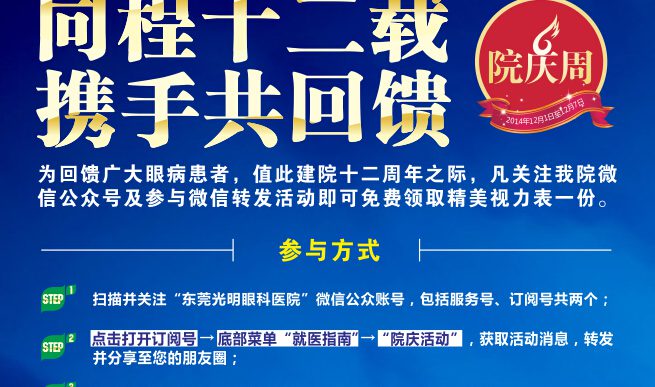 同程十二载
院庆周
携手共回馈
2014年12月1日至12月7日
为回馈广大眼病患者，值此建院十二周年之际，凡关注我院微
信公众号及参与微信转发活动即可免费领取精美视力表一份。
参与方式
STEP 1
扫描并关注“东莞光明眼科医院”微信公众账号，包括服务号、订阅号共两个；
STEP 2
点击打开订阅号→底部菜单“就医指南”→“院庆活动”，获取活动消息，转发
并分享至您的朋友圈；